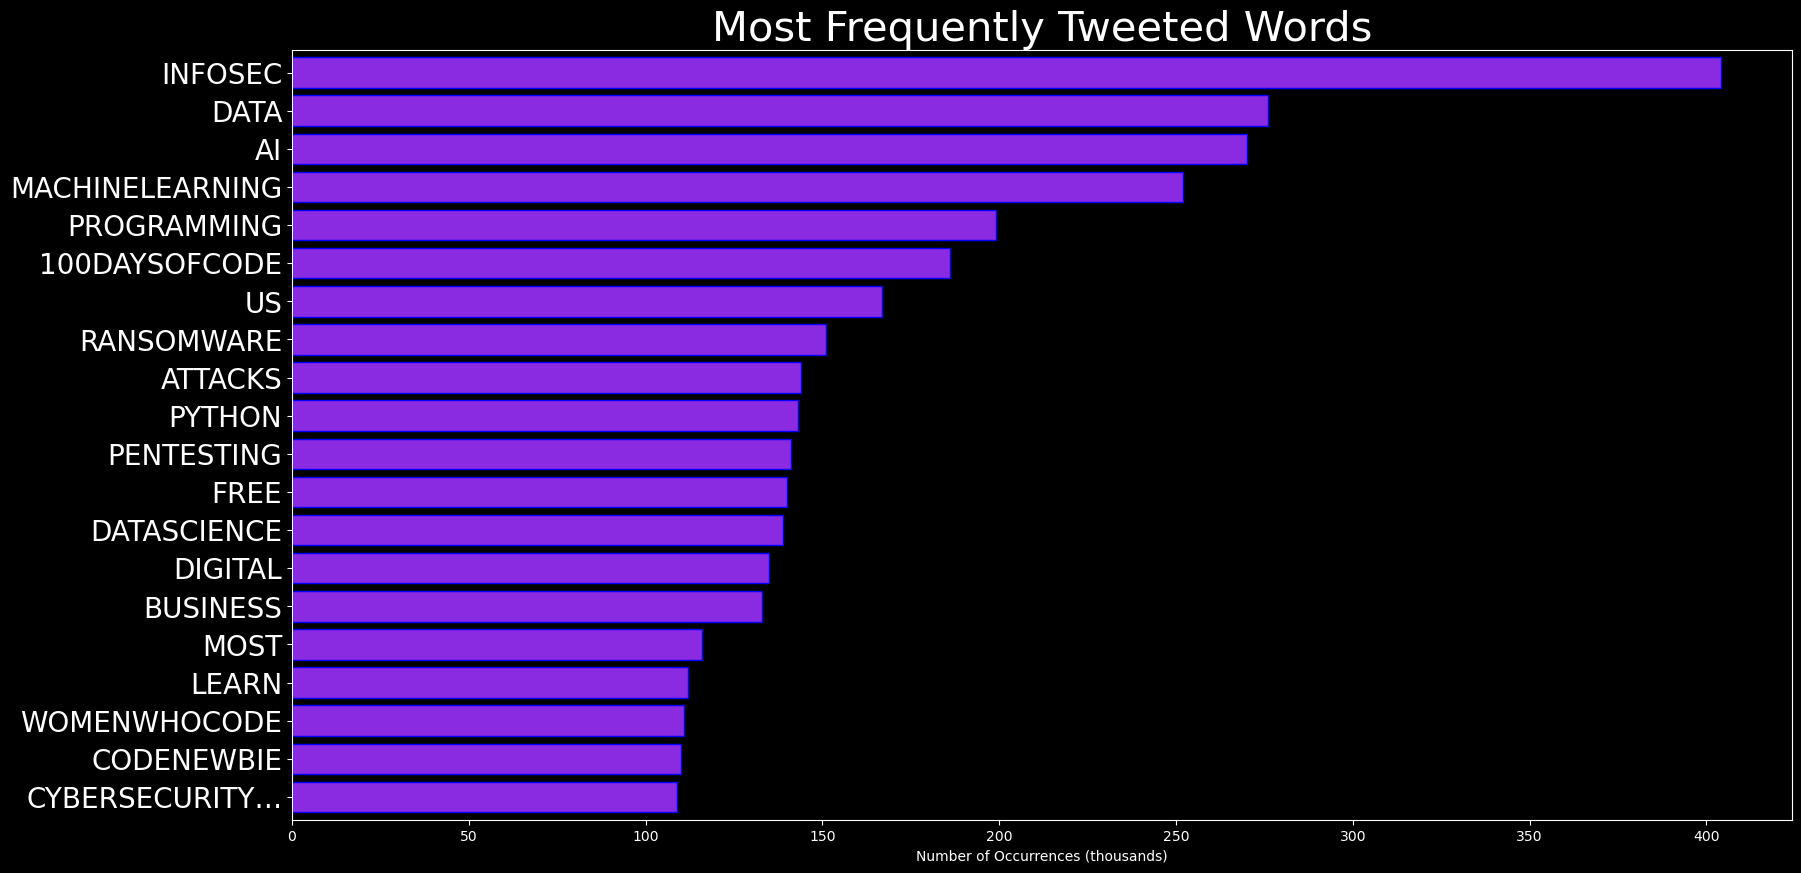 Most Frequently Tweeted Words
INFOSEC
DATA
AI
MACHINELEARNING
PROGRAMMING
100DAYSOFCODE
US
RANSOMWARE
ATTACKS
PYTHON
PENTESTING
FREE
DATASCIENCE
DIGITAL
BUSINESS
MOST
LEARN
WOMENWHOCODE
CODENEWBIE
CYBERSECURITY…
0 50 100 150 200 250 300 350 400
Number of Occurrences (thousands)